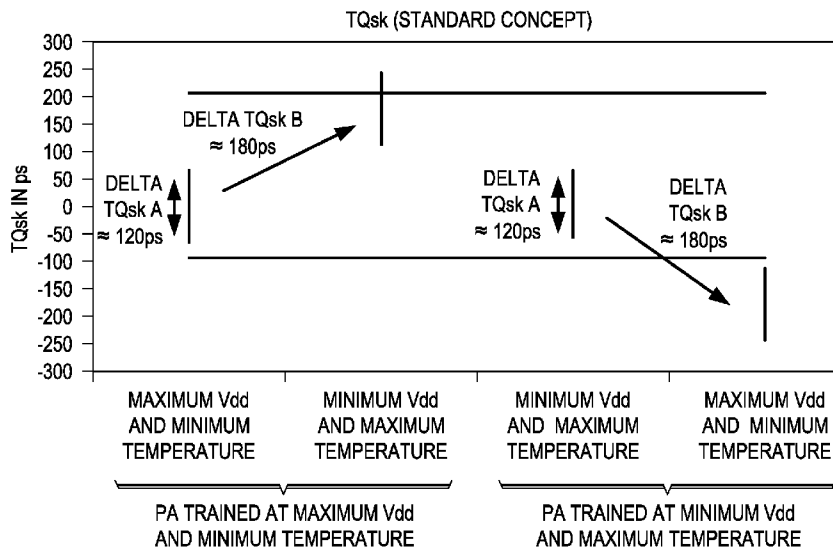 TQsk (STANDARD CONCEPT)
TQsk IN ps
300
250
200
150
100
50
0
-50
-100
-150
-200
-250
-300
DELTA
TQsk A
≈ 120ps
DELTA TQsk B
≈ 180ps
DELTA
TQsk A
≈ 120ps
DELTA
TQsk B
≈ 180ps
MAXIMUM Vdd
AND MINIMUM
TEMPERATURE
MINIMUM Vdd
AND MAXIMUM
TEMPERATURE
MINIMUM Vdd
AND MAXIMUM
TEMPERATURE
MAXIMUM Vdd
AND MINIMUM
TEMPERATURE
PA TRAINED AT MAXIMUM Vdd
AND MINIMUM TEMPERATURE
PA TRAINED AT MINIMUM Vdd
AND MAXIMUM TEMPERATURE